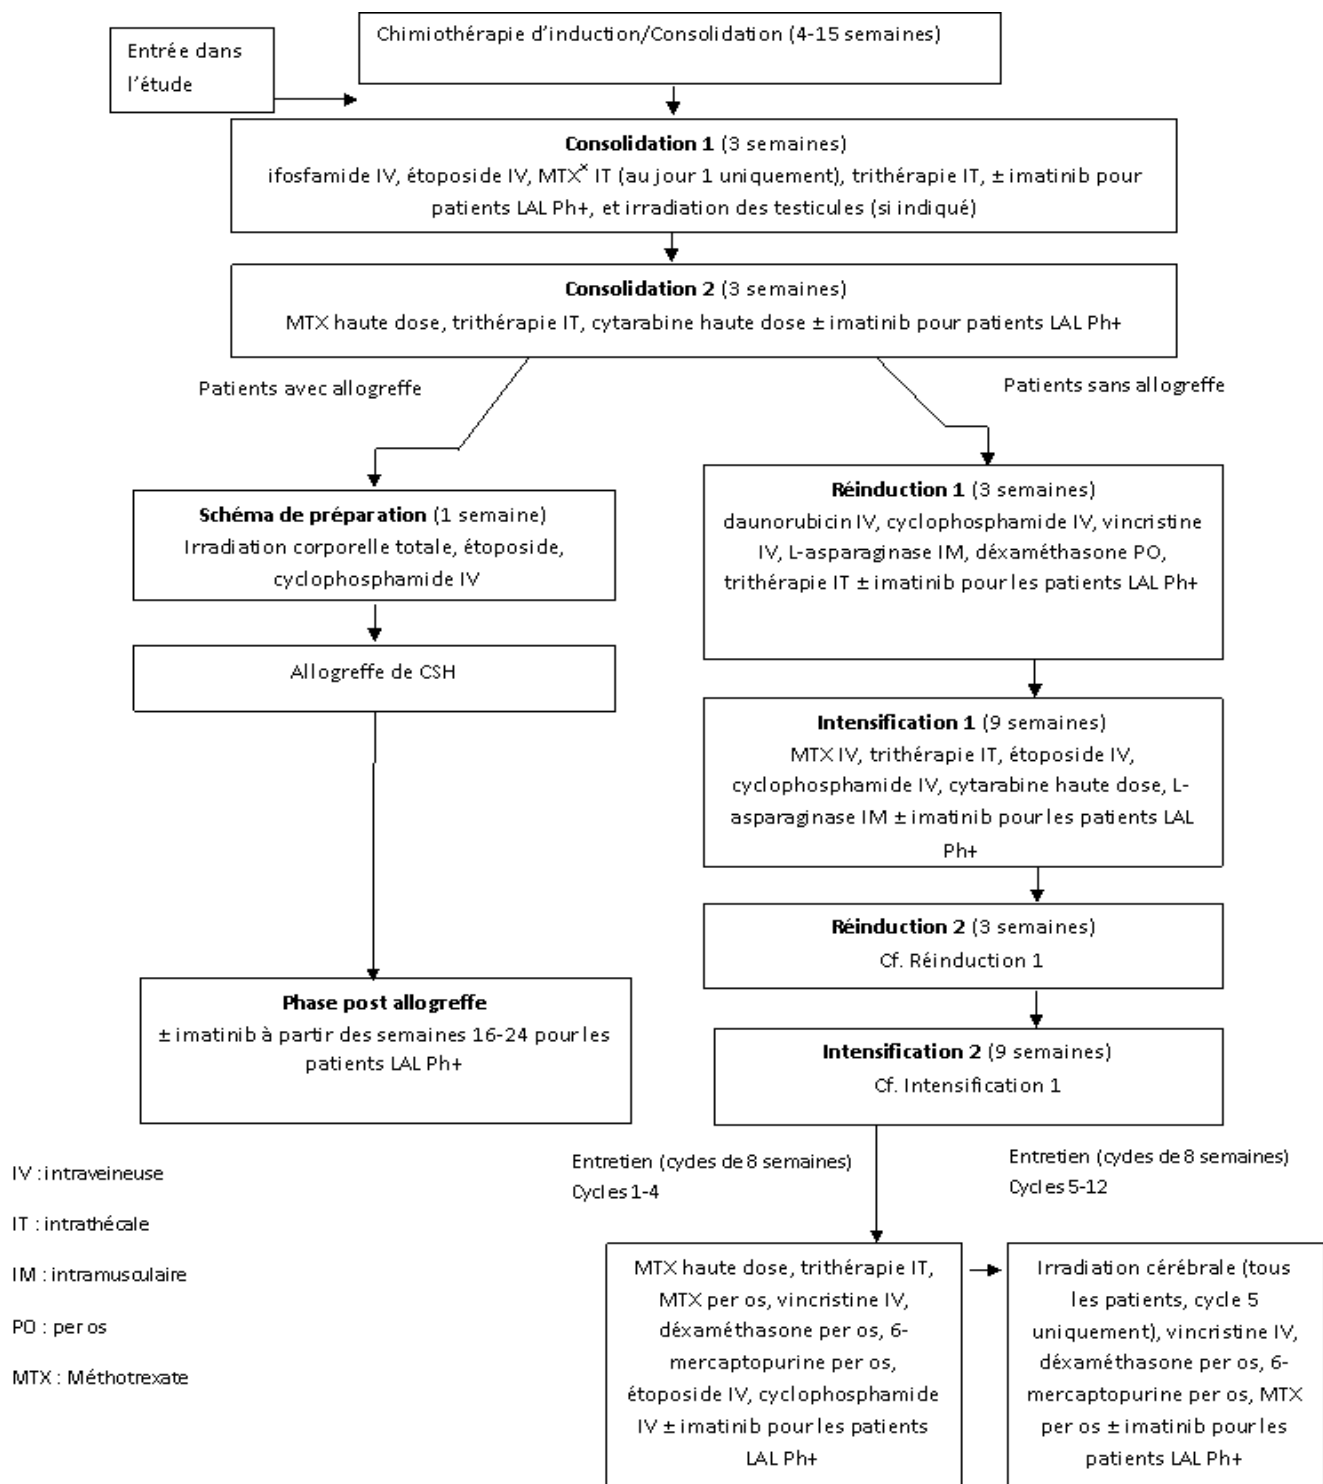 Chimiothérapie d'induction/Consolidation (4-15 semaines)
Entrée dans
l'étude
Consolidation 1 (3 semaines)
ifosfamide IV, étoposide IV, MTX* IT (au jour 1 uniquement), trithérapie IT, ± imatinib pour
patients LAL Ph+, et irradiation des testicules (si indiqué)
Consolidation 2 (3 semaines)
MTX haute dose, trithérapie IT, cytarabine haute dose ± imatinib pour patients LAL Ph+
Patients avec allogreffe
Patients sans allogreffe
Schéma de préparation (1 semaine)
Irradiation corporelle totale, étoposide,
cyclophosphamide IV
Allogreffe de CSH
Phase post allogreffe
± imatinib à partir des semaines 16-24 pour les
patients LAL Ph+
Réinduction 1 (3 semaines)
daunorubicin IV, cyclophosphamide IV, vincristine
IV, L-asparaginase IM, déxaméthasone PO,
trithérapie IT ± imatinib pour les patients LAL Ph+
Intensification 1 (9 semaines)
MTX IV, trithérapie IT, étoposide IV,
cyclophosphamide IV, cytarabine haute dose, L-
asparaginase IM ± imatinib pour les patients LAL
Ph+
Réinduction 2 (3 semaines)
Cf. Réinduction 1
Intensification 2 (9 semaines)
Cf. Intensification 1
Entretien (cycles de 8 semaines)
Cycles 1-4
Entretien (cycles de 8 semaines)
Cycles 5-12
MTX haute dose, trithérapie IT,
MTX per os, vincristine IV,
déxaméthasone per os, 6-
mercaptopurine per os,
étoposide IV, cyclophosphamide
IV ± imatinib pour les patients
LAL Ph+
Irradiation cérébrale (tous
les patients, cycle 5
uniquement), vincristine IV,
déxaméthasone per os, 6-
mercaptopurine per os, MTX
per os ± imatinib pour les
patients LAL Ph+
IV : intraveineuse
IT : intrathécale
IM : intramusculaire
PO : per os
MTX : Méthotrexate